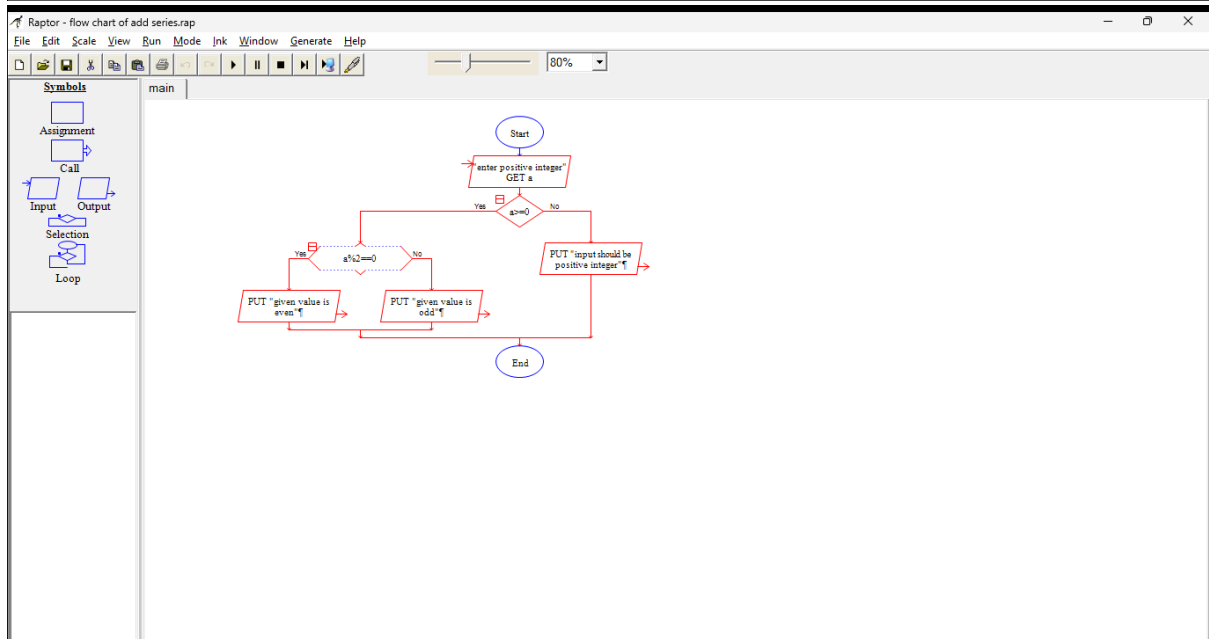 Raptor - flow chart of add series.rap
File Edit Scale View Run Mode Ink Window Generate Help
80%
Symbols
Assignment
Call
Input Output
Selection
Loop
main
Start
"enter positive integer"
GET a
Yes
a>=0
No
Yes
a%2==0
No
PUT "input should be
positive integer"¶
PUT "given value is
even"¶
PUT "given value is
odd"¶
End